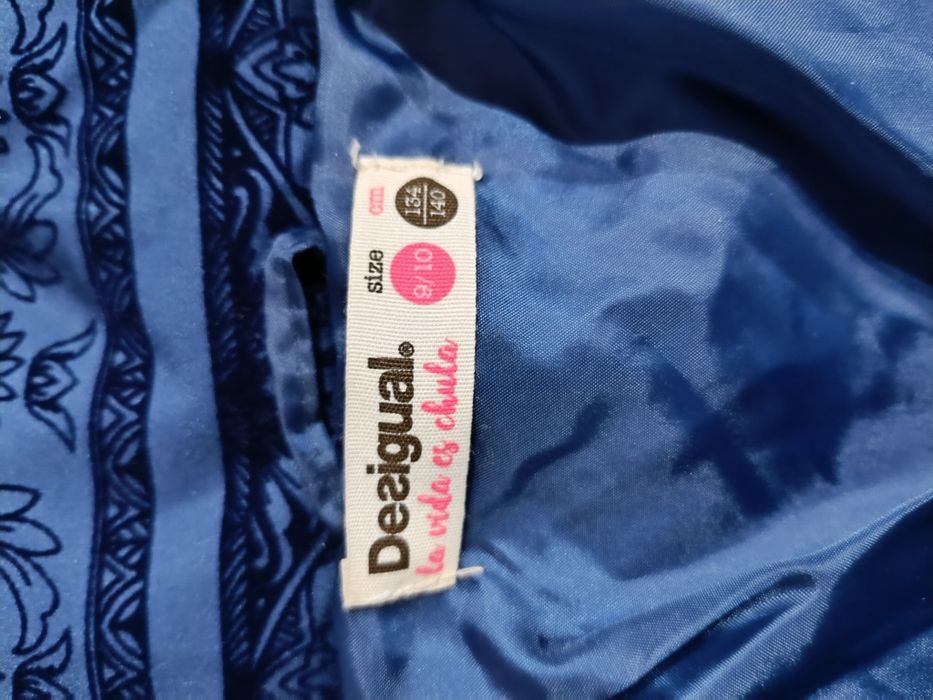 Desigual.®
la vida es chula
size
9/10
cm
134/140